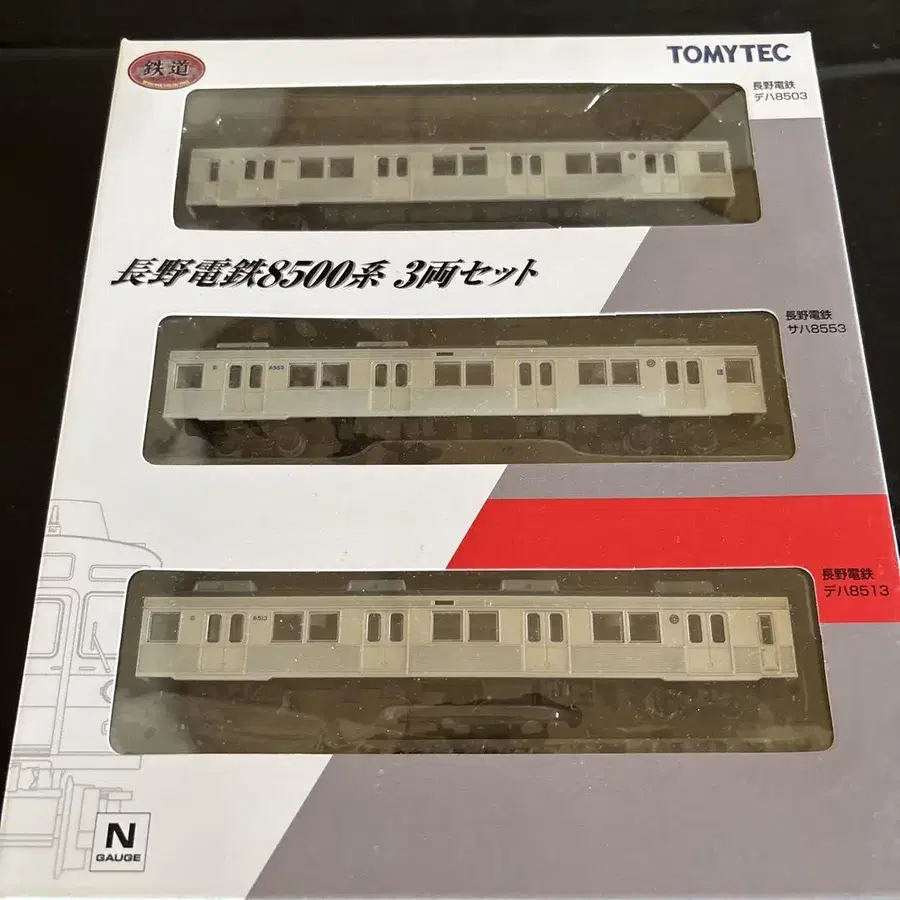 鉄道
TOMYTEC
長野電鉄
デハ8503
長野電鉄8500系 3両セット
長野電鉄
サハ8553
8553
長野電鉄
デハ8513
8513
N
GAUGE